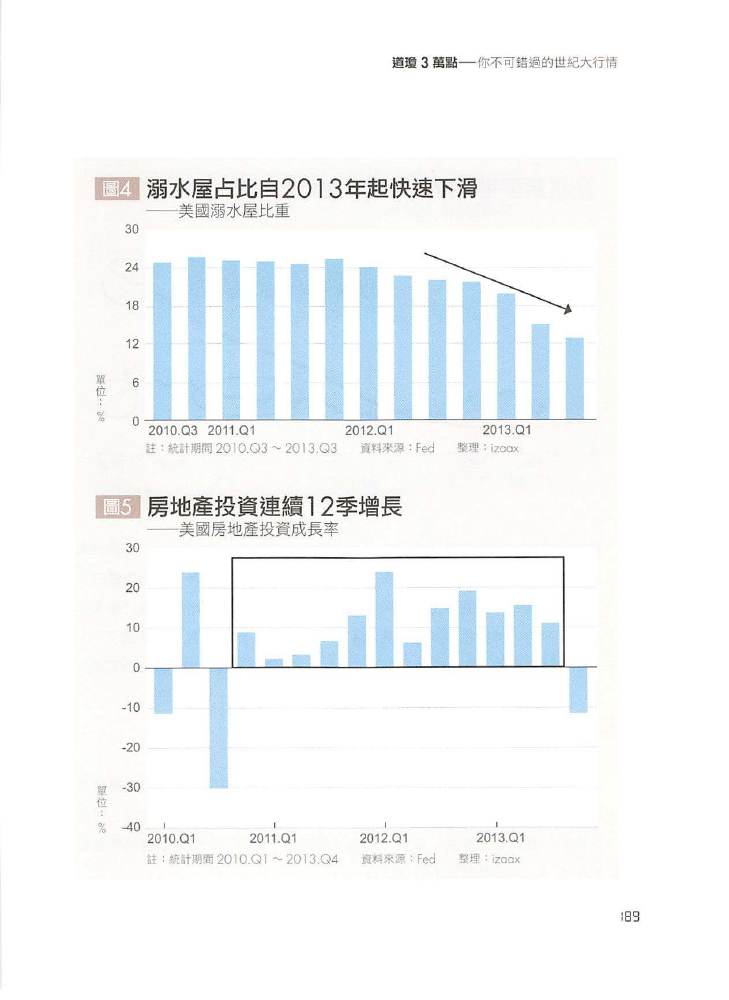 道瓊 3 萬點──你不可錯過的世紀大行情
圖4 溺水屋占比自2013年起快速下滑
──美國溺水屋比重
30
24
18
12
6
0
單位：%
2010.Q3 2011.Q1 2012.Q1 2013.Q1
註：統計期間 2010.Q3 ～ 2013.Q3 資料來源：Fed 整理：izaax
圖5 房地產投資連續12季增長
──美國房地產投資成長率
30
20
10
0
-10
-20
-30
-40
單位：%
2010.Q1 2011.Q1 2012.Q1 2013.Q1
註：統計期間 2010.Q1 ～ 2013.Q4 資料來源：Fed 整理：izaax
189